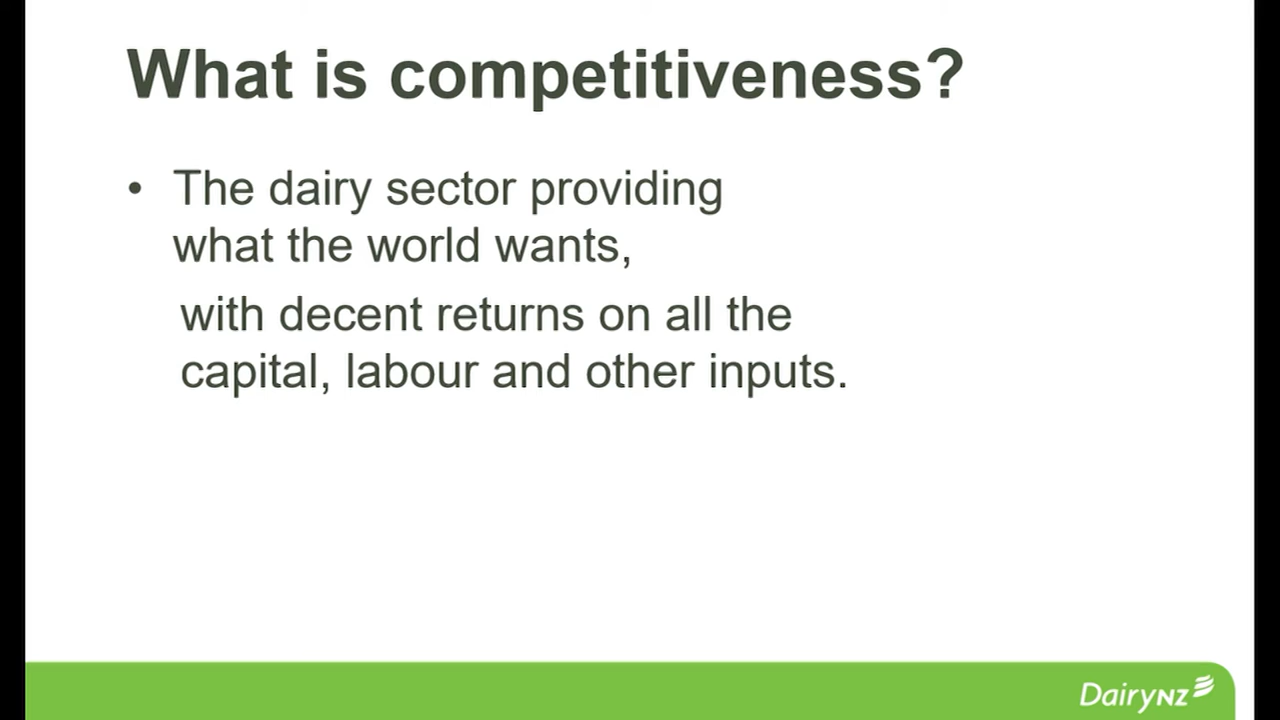 What is competitiveness?
• The dairy sector providing
what the world wants,
with decent returns on all the
capital, labour and other inputs.
DairyNZ